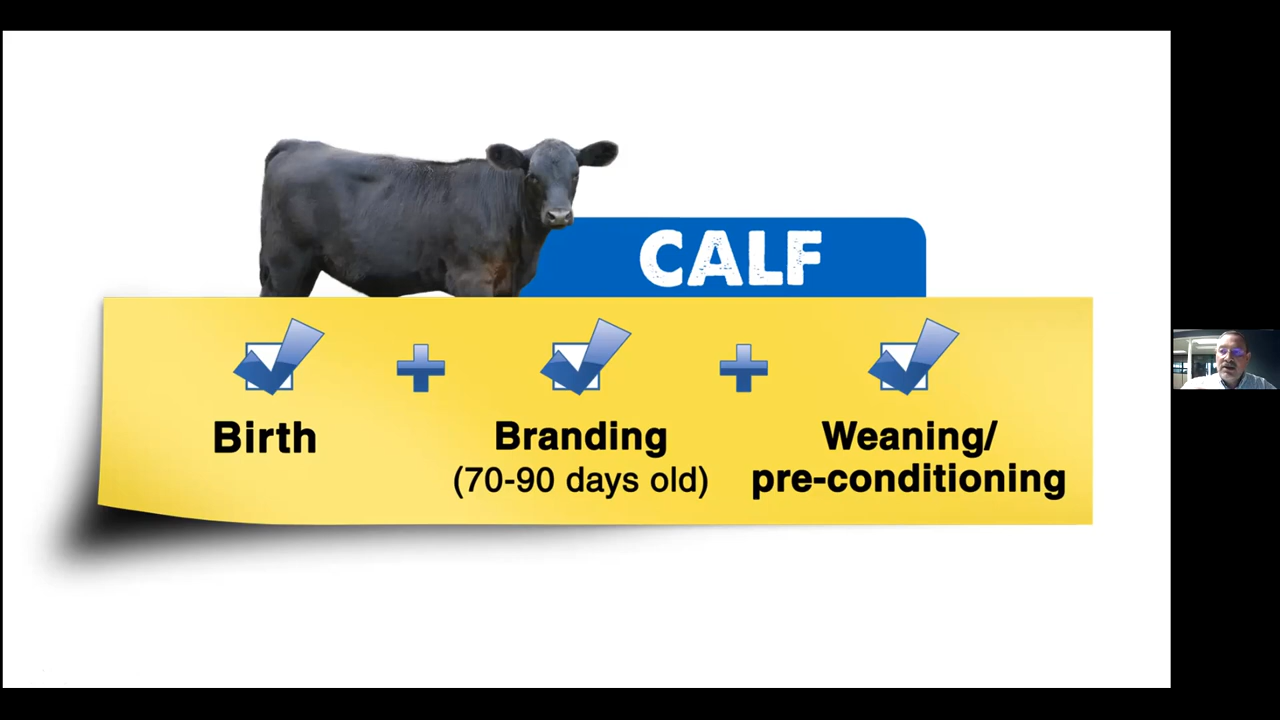 CALF
Birth
Branding
(70-90 days old)
Weaning/
pre-conditioning